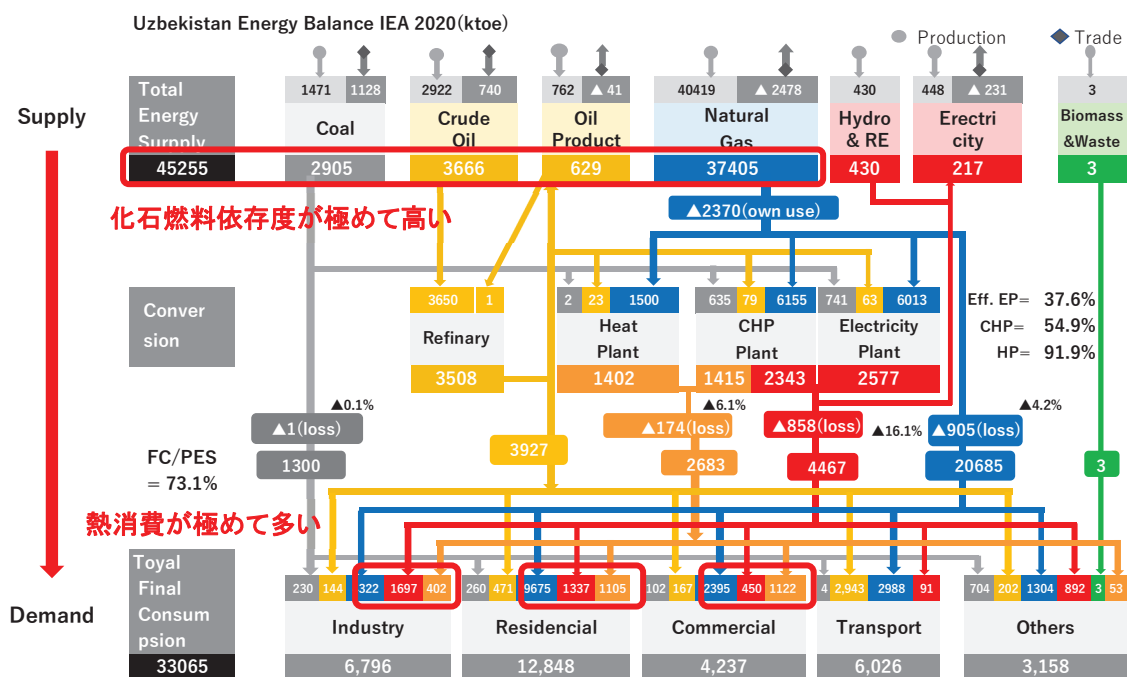 Uzbekistan Energy Balance IEA 2020(ktoe)
Production
Trade
Supply
Total
Energy
Surpply
45255
1471
1128
Coal
2905
2922
740
Crude
Oil
3666
762
▲ 41
Oil
Product
629
40419
▲ 2478
Natural
Gas
37405
430
Hydro
& RE
430
448
▲ 231
Erectri
city
217
3
Biomass
&Waste
3
化石燃料依存度が極めて高い
▲2370(own use)
Conver
sion
3650
1
Refinary
3508
2
23
1500
Heat
Plant
1402
635
79
6155
CHP
Plant
1415
2343
741
63
6013
Electricity
Plant
2577
Eff. EP= 37.6%
CHP= 54.9%
HP= 91.9%
▲0.1%
▲1(loss)
1300
3927
▲6.1%
▲174(loss)
2683
▲858(loss)
▲16.1%
4467
▲4.2%
▲905(loss)
20685
3
FC/PES
= 73.1%
熱消費が極めて多い
Demand
Toyal
Final
Consum
psion
33065
230
144
322
1697
402
Industry
6,796
260
471
9675
1337
1105
Residencial
12,848
102
167
2395
450
1122
Commercial
4,237
4
2,943
2988
91
Transport
6,026
704
202
1304
892
3
53
Others
3,158